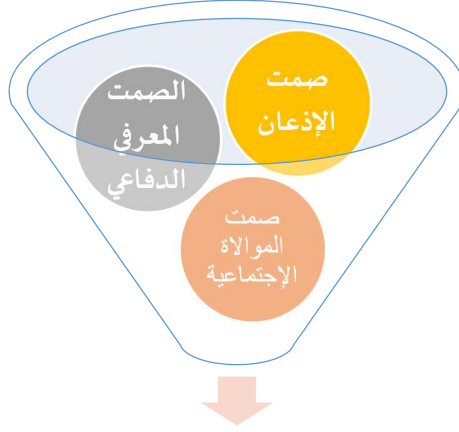 صمت
الإذعان
الصمت
المعرفي
الدفاعي
صمت
الموالاة
الإجتماعية